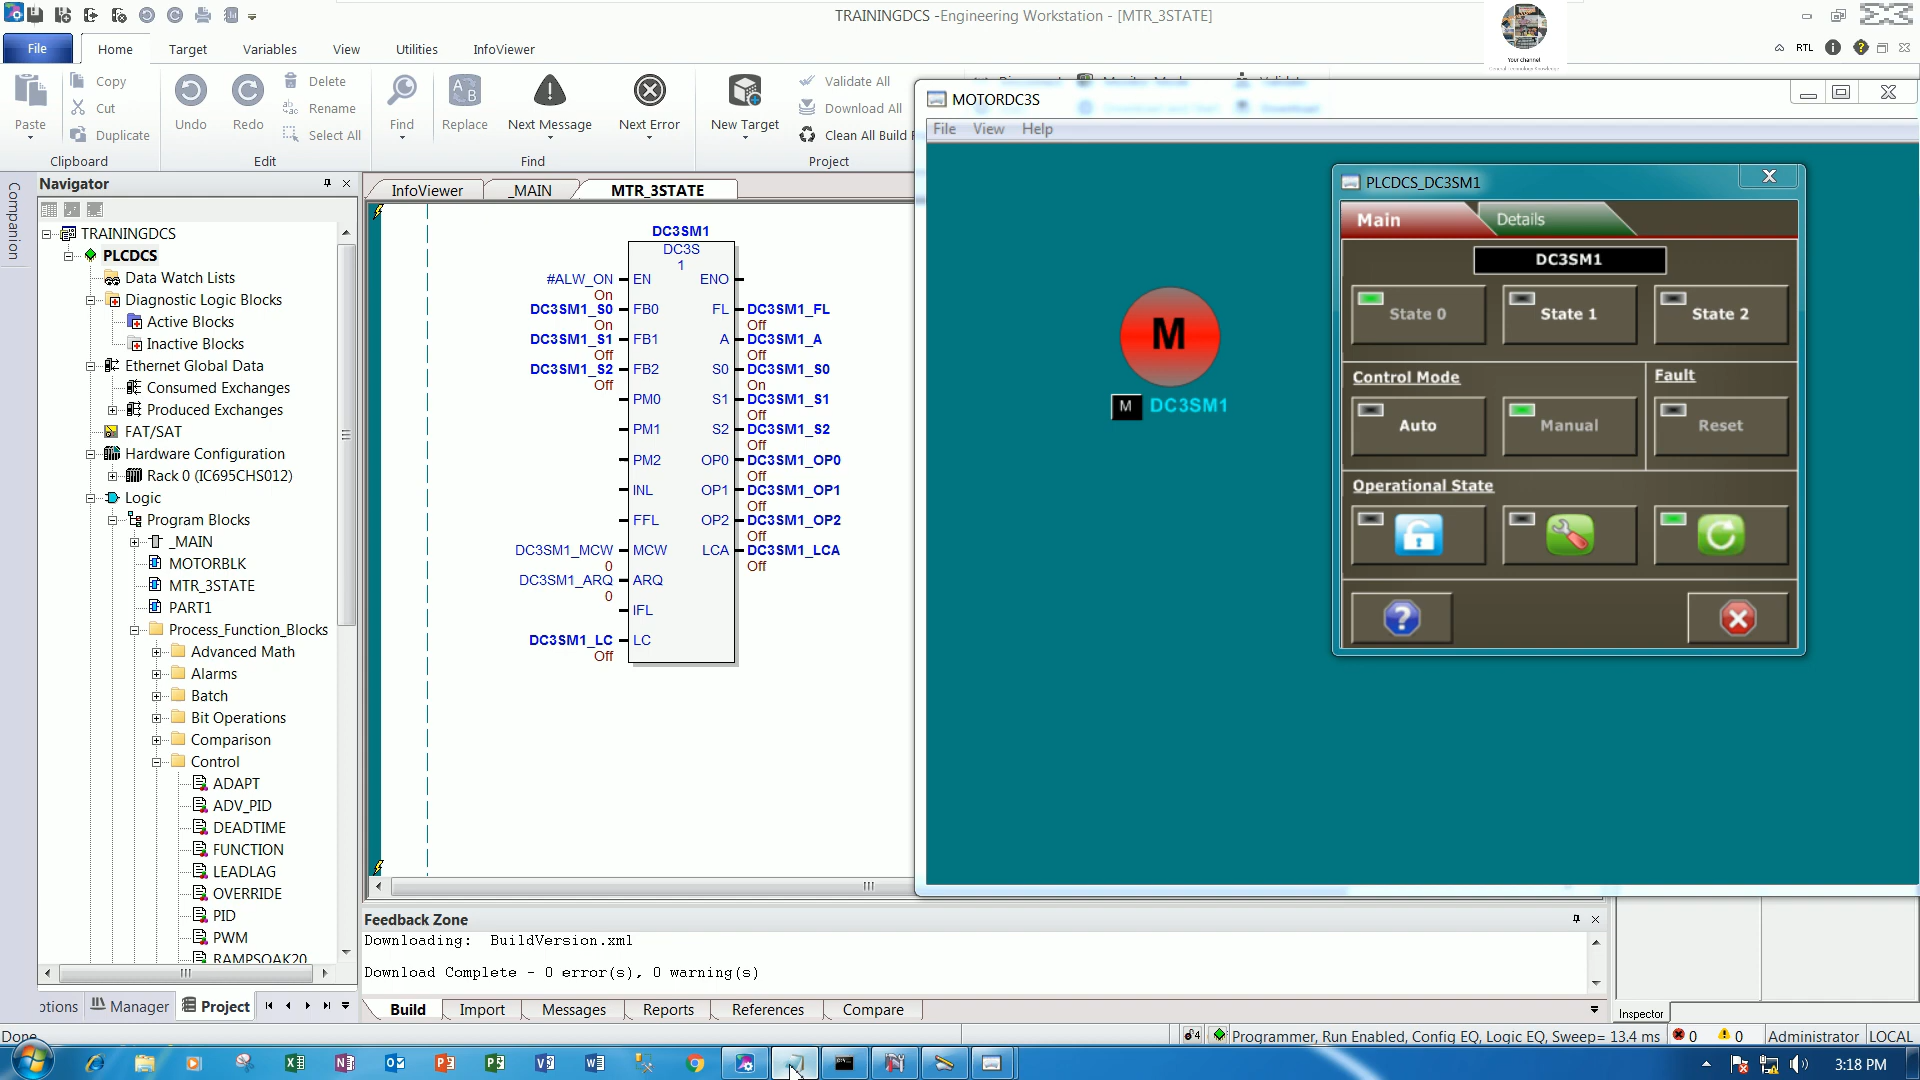 TRAININGDCS -Engineering Workstation - [MTR_3STATE]
Your channel
File
Home
Target
Variables
View
Utilities
InfoViewer
RTL
Paste
Copy
Cut
Duplicate
Clipboard
Undo
Redo
Delete
Rename
Select All
Edit
Find
Replace
Next Message
Next Error
Find
New Target
Validate All
Download All
Clean All Build F
Project
Companion
Navigator
TRAININGDCS
PLCDCS
Data Watch Lists
Diagnostic Logic Blocks
Active Blocks
Inactive Blocks
Ethernet Global Data
Consumed Exchanges
Produced Exchanges
FAT/SAT
Hardware Configuration
Rack 0 (IC695CHS012)
Logic
Program Blocks
_MAIN
MOTORBLK
MTR_3STATE
PART1
Process_Function_Blocks
Advanced Math
Alarms
Batch
Bit Operations
Comparison
Control
ADAPT
ADV_PID
DEADTIME
FUNCTION
LEADLAG
OVERRIDE
PID
PWM
RAMPSOAK20
otions
Manager
Project
InfoViewer
_MAIN
MTR_3STATE
DC3SM1
DC3S
1
#ALW_ON EN ENO
On
DC3SM1_S0 FB0 FL DC3SM1_FL
On Off
DC3SM1_S1 FB1 A DC3SM1_A
Off Off
DC3SM1_S2 FB2 S0 DC3SM1_S0
Off On
PM0 S1 DC3SM1_S1
Off
PM1 S2 DC3SM1_S2
Off
PM2 OP0 DC3SM1_OP0
Off
INL OP1 DC3SM1_OP1
Off
FFL OP2 DC3SM1_OP2
Off
DC3SM1_MCW MCW LCA DC3SM1_LCA
0 Off
DC3SM1_ARQ ARQ
0
IFL
DC3SM1_LC LC
Off
MOTORDC3S
File View Help
M
M DC3SM1
PLCDCS_DC3SM1
Main
Details
DC3SM1
State 0
State 1
State 2
Control Mode
Fault
Auto
Manual
Reset
Operational State
?
Feedback Zone
Downloading: BuildVersion.xml
Download Complete - 0 error(s), 0 warning(s)
Build
Import
Messages
Reports
References
Compare
Inspector
Done
4
Programmer, Run Enabled, Config EQ, Logic EQ, Sweep= 13.4 ms
0
0
Administrator
LOCAL
3:18 PM